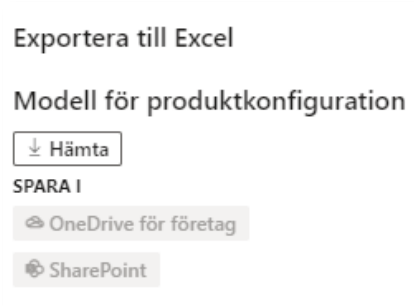 Exportera till Excel
Modell för produktkonfiguration
Hämta
SPARA I
OneDrive för företag
SharePoint